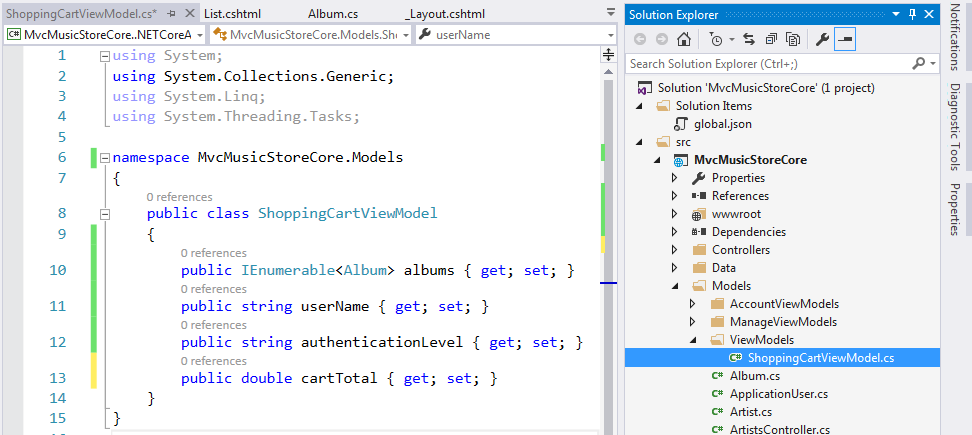 ShoppingCartViewModel.cs*
List.cshtml
Album.cs
_Layout.cshtml
C# MvcMusicStoreCore..NETCoreA
MvcMusicStoreCore.Models.Sho
userName
1 using System;
2 using System.Collections.Generic;
3 using System.Linq;
4 using System.Threading.Tasks;
5
6 namespace MvcMusicStoreCore.Models
7 {
0 references
8 public class ShoppingCartViewModel
9 {
0 references
10 public IEnumerable<Album> albums { get; set; }
0 references
11 public string userName { get; set; }
0 references
12 public string authenticationLevel { get; set; }
0 references
13 public double cartTotal { get; set; }
14 }
15 }
Solution Explorer
Search Solution Explorer (Ctrl+;)
Solution 'MvcMusicStoreCore' (1 project)
Solution Items
global.json
src
MvcMusicStoreCore
Properties
References
wwwroot
Dependencies
Controllers
Data
Models
AccountViewModels
ManageViewModels
ViewModels
C# ShoppingCartViewModel.cs
C# Album.cs
C# ApplicationUser.cs
C# Artist.cs
C# ArtistsController.cs
Notifications
Diagnostic Tools
Properties